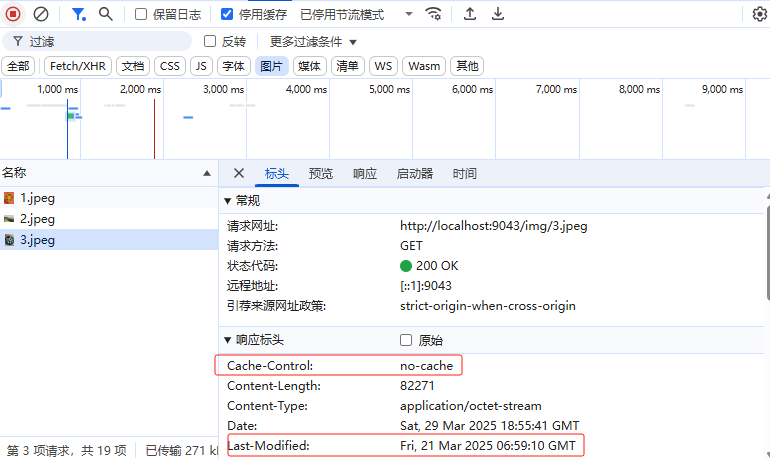 保留日志 停用缓存 已停用节流模式
过滤 反转 更多过滤条件
全部 Fetch/XHR 文档 CSS JS 字体 图片 媒体 清单 WS Wasm 其他
1,000 ms 2,000 ms 3,000 ms 4,000 ms 5,000 ms 6,000 ms 7,000 ms 8,000 ms 9,000 ms
名称 标头 预览 响应 启动器 时间
1.jpeg
2.jpeg
3.jpeg
常规
请求网址: http://localhost:9043/img/3.jpeg
请求方法: GET
状态代码: 200 OK
远程地址: [::1]:9043
引荐来源网址政策: strict-origin-when-cross-origin
响应标头 原始
Cache-Control: no-cache
Content-Length: 82271
Content-Type: application/octet-stream
Date: Sat, 29 Mar 2025 18:55:41 GMT
Last-Modified: Fri, 21 Mar 2025 06:59:10 GMT
第 3 项请求，共 19 项 已传输 271 k